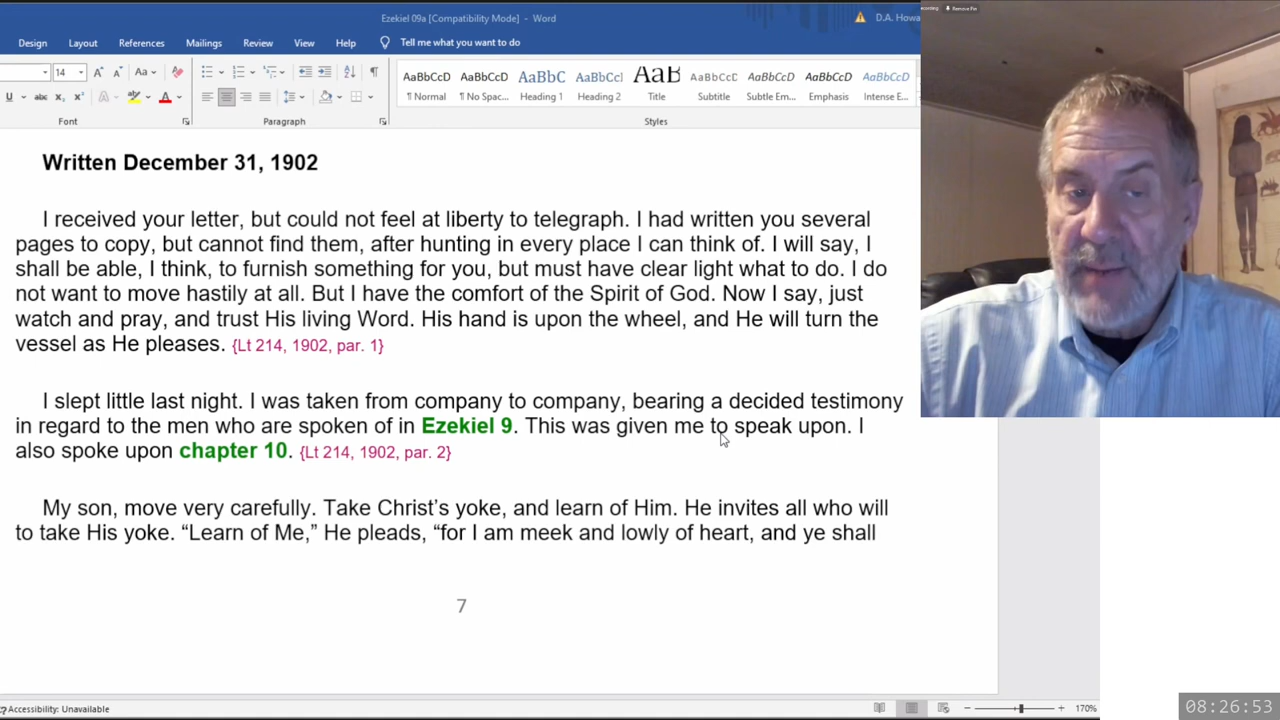 Ezekiel 09a [Compatibility Mode] - Word
D.A. Howa
Remove Pin
Design Layout References Mailings Review View Help Tell me what you want to do
14 Aa
AaBbCcD AaBbCcD AaBbC AaBbCcl AaB AaBbCcD AaBbCcD AaBbCcD AaBbCcD
¶ Normal ¶ No Spac... Heading 1 Heading 2 Title Subtitle Subtle Em... Emphasis Intense E...
Font Paragraph Styles
Written December 31, 1902
I received your letter, but could not feel at liberty to telegraph. I had written you several
pages to copy, but cannot find them, after hunting in every place I can think of. I will say, I
shall be able, I think, to furnish something for you, but must have clear light what to do. I do
not want to move hastily at all. But I have the comfort of the Spirit of God. Now I say, just
watch and pray, and trust His living Word. His hand is upon the wheel, and He will turn the
vessel as He pleases. {Lt 214, 1902, par. 1}
I slept little last night. I was taken from company to company, bearing a decided testimony
in regard to the men who are spoken of in Ezekiel 9. This was given me to speak upon. I
also spoke upon chapter 10. {Lt 214, 1902, par. 2}
My son, move very carefully. Take Christ’s yoke, and learn of Him. He invites all who will
to take His yoke. “Learn of Me,” He pleads, “for I am meek and lowly of heart, and ye shall
7
Accessibility: Unavailable
170%
08:26:53